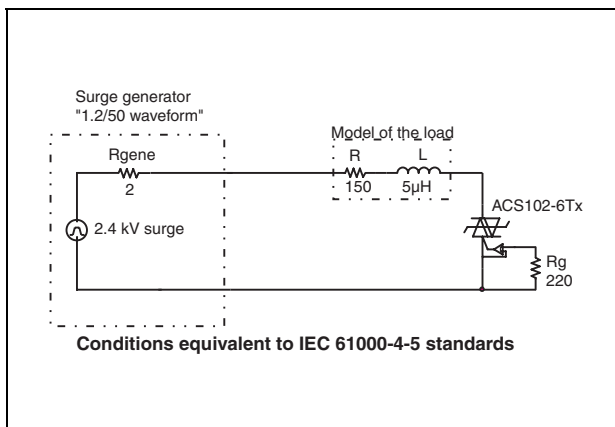 Surge generator
"1.2/50 waveform"
Model of the load
Rgene
R
L
2
150
5µH
ACS102-6Tx
2.4 kV surge
Rg
220
Conditions equivalent to IEC 61000-4-5 standards